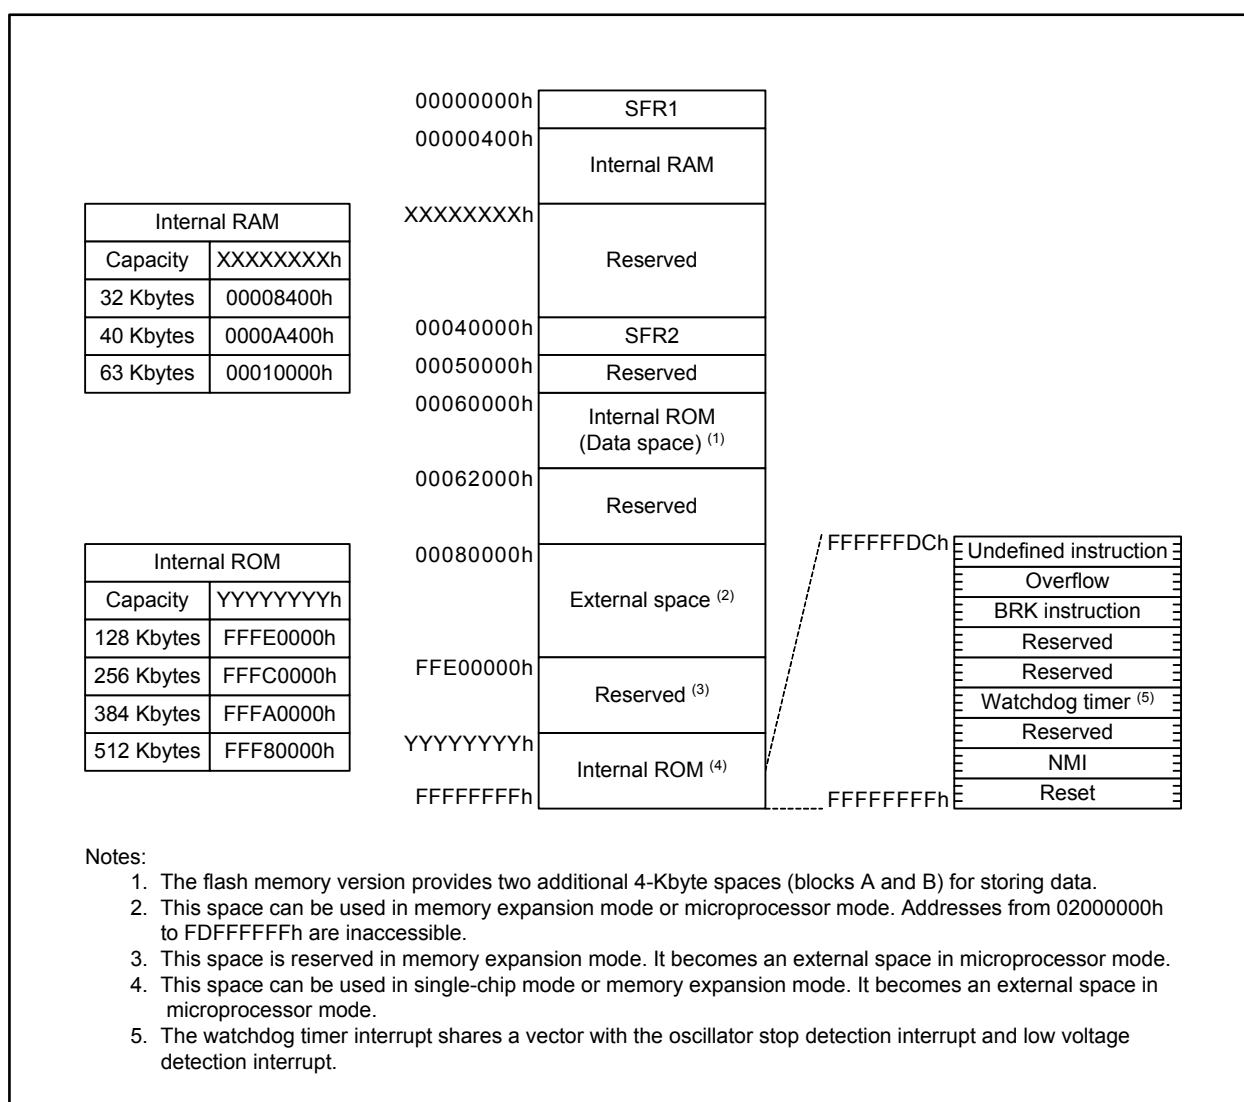 00000000h
SFR1
00000400h
Internal RAM
XXXXXXXXh
Reserved
00040000h
SFR2
00050000h
Reserved
00060000h
Internal ROM
(Data space) (1)
00062000h
Reserved
00080000h
External space (2)
FFE00000h
Reserved (3)
YYYYYYYYh
Internal ROM (4)
FFFFFFFFh
Internal RAM
Capacity XXXXXXXXh
32 Kbytes 00008400h
40 Kbytes 0000A400h
63 Kbytes 00010000h
Internal ROM
Capacity YYYYYYYYh
128 Kbytes FFFE0000h
256 Kbytes FFFC0000h
384 Kbytes FFFA0000h
512 Kbytes FFF80000h
FFFFFFDCh
Undefined instruction
Overflow
BRK instruction
Reserved
Reserved
Watchdog timer (5)
Reserved
NMI
Reset
FFFFFFFFh
Notes:
1. The flash memory version provides two additional 4-Kbyte spaces (blocks A and B) for storing data.
2. This space can be used in memory expansion mode or microprocessor mode. Addresses from 02000000h
to FDFFFFFFh are inaccessible.
3. This space is reserved in memory expansion mode. It becomes an external space in microprocessor mode.
4. This space can be used in single-chip mode or memory expansion mode. It becomes an external space in
microprocessor mode.
5. The watchdog timer interrupt shares a vector with the oscillator stop detection interrupt and low voltage
detection interrupt.